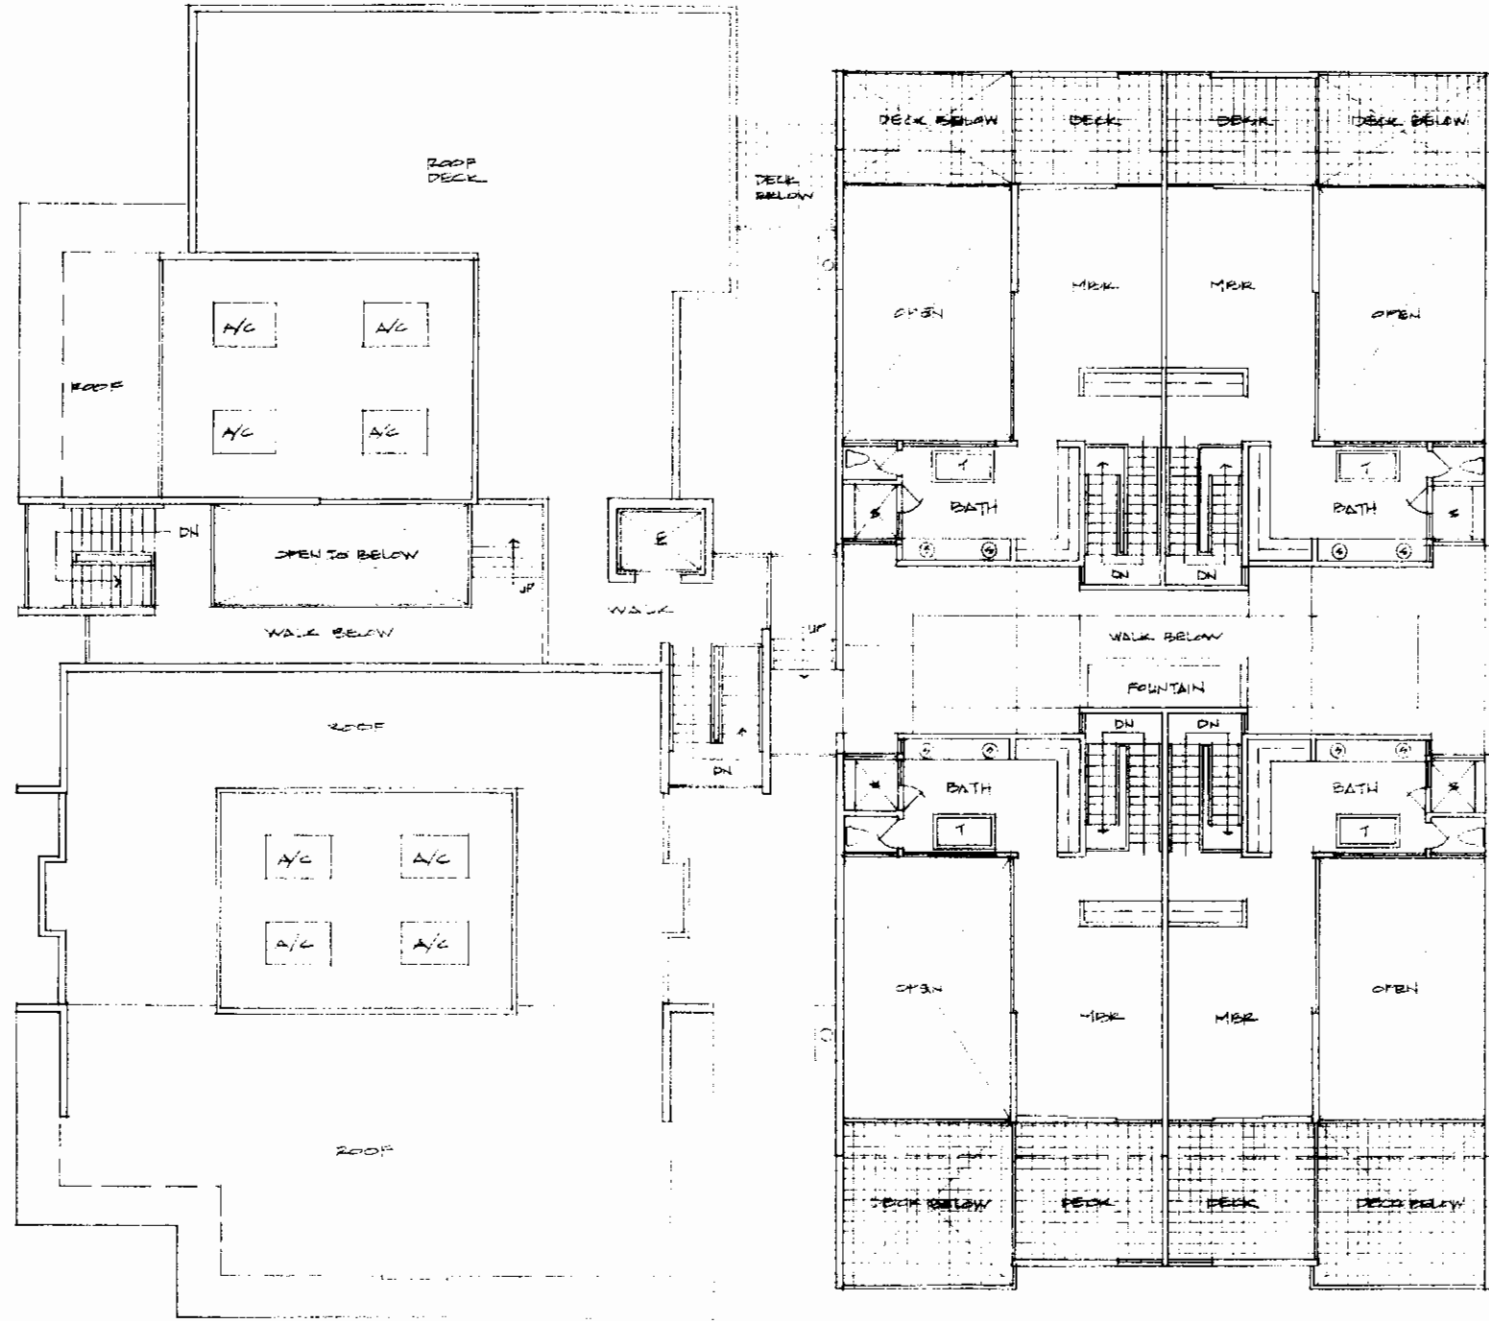 ROOF
DECK
DECK
BELOW
DECK BELOW
DECK
DECK
DECK BELOW
A/C
A/C
ROOF
A/C
A/C
OPEN
MBR
MBR
OPEN
DN
OPEN TO BELOW
UP
E
WALK
WALK BELOW
UP
T
T
S
BATH
BATH
S
DN
DN
WALK BELOW
FOUNTAIN
ROOF
DN
DN
DN
S
BATH
BATH
S
T
T
A/C
A/C
A/C
A/C
OPEN
MBR
MBR
OPEN
ROOF
DECK BELOW
DECK
DECK
DECK BELOW